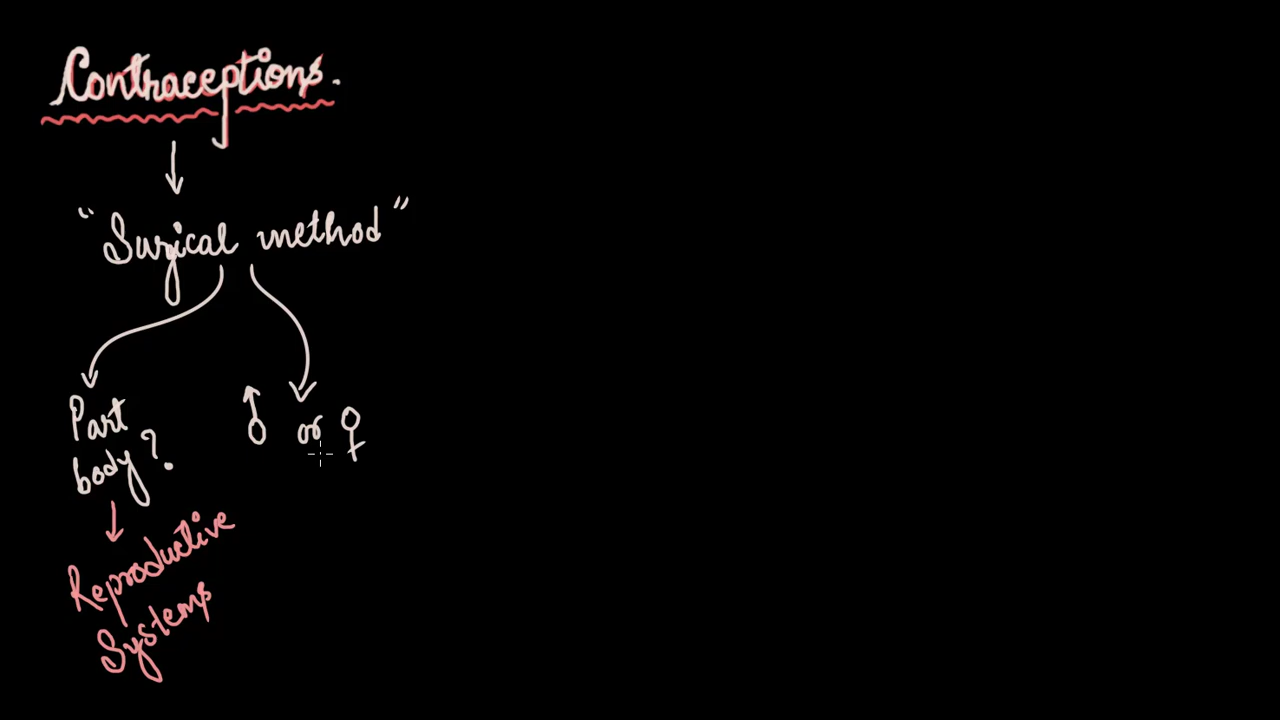 Contraceptions.
"Surgical method"
Part
body?
♂ or ♀
Reproductive
Systems